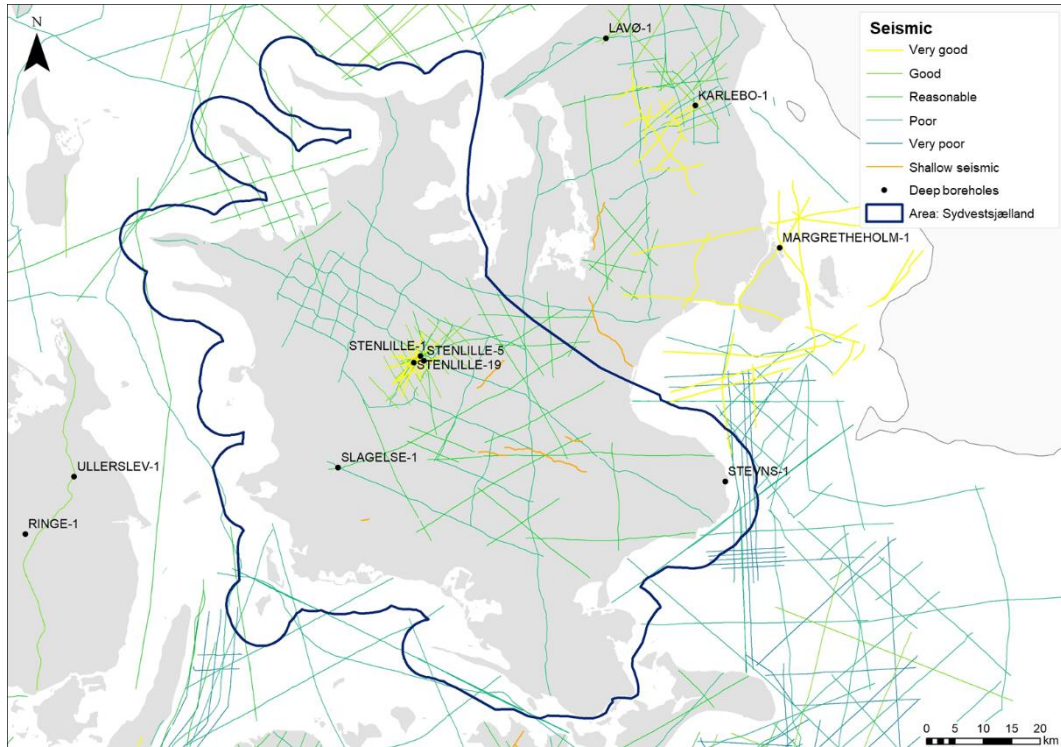 N
LAVØ-1
KARLEBO-1
MARGRETHEHOLM-1
STENLILLE-1
STENLILLE-5
STENLILLE-19
SLAGELSE-1
STEVNS-1
ULLERSLEV-1
RINGE-1
Seismic
Very good
Good
Reasonable
Poor
Very poor
Shallow seismic
Deep boreholes
Area: Sydvestsjælland
0 5 10 15 20
km